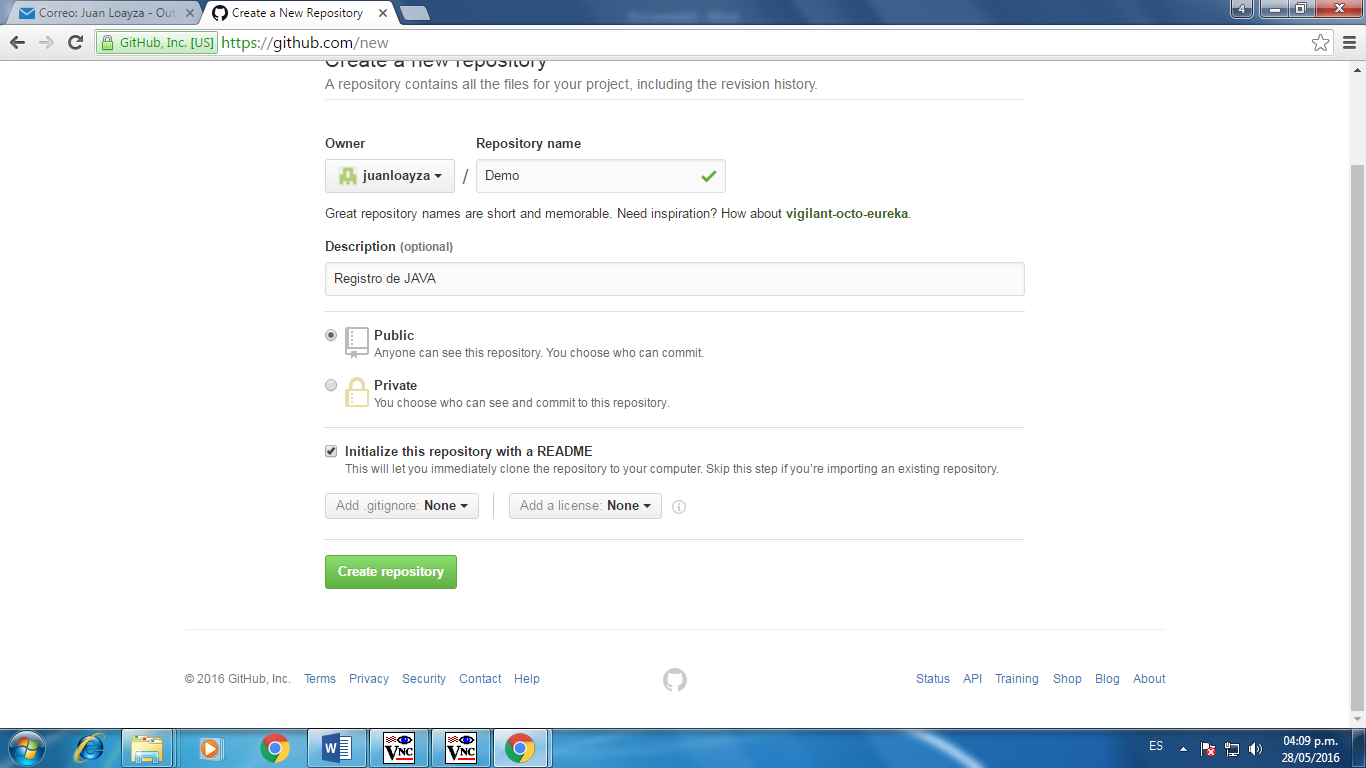 Correo: Juan Loayza - Out
Create a New Repository
4
GitHub, Inc. [US] https://github.com/new
Create a new repository
A repository contains all the files for your project, including the revision history.
Owner Repository name
juanloayza / Demo
Great repository names are short and memorable. Need inspiration? How about vigilant-octo-eureka.
Description (optional)
Registro de JAVA
Public
Anyone can see this repository. You choose who can commit.
Private
You choose who can see and commit to this repository.
Initialize this repository with a README
This will let you immediately clone the repository to your computer. Skip this step if you’re importing an existing repository.
Add .gitignore: None Add a license: None
Create repository
© 2016 GitHub, Inc. Terms Privacy Security Contact Help Status API Training Shop Blog About
VNC VNC
ES
04:09 p.m.
28/05/2016